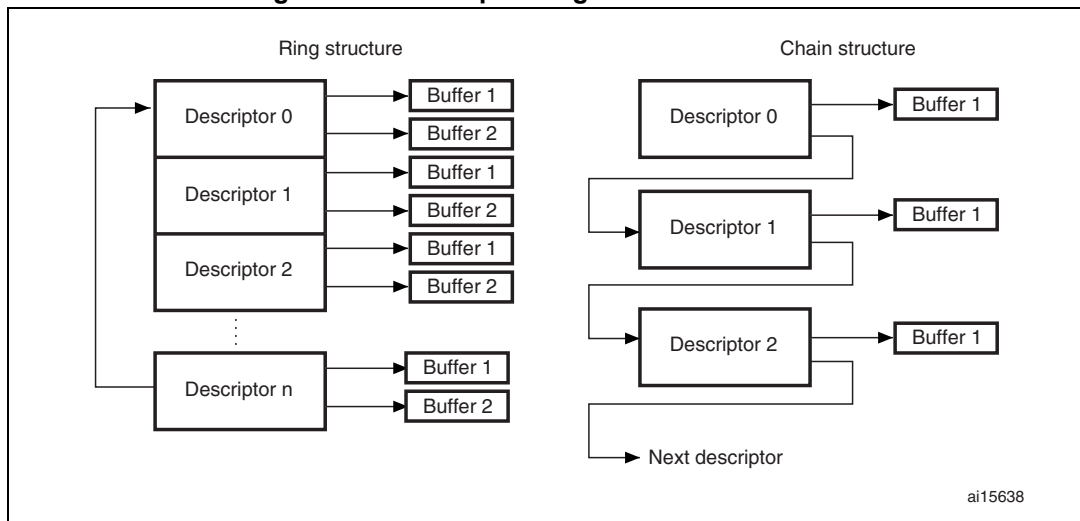 Ring structure
Descriptor 0
Buffer 1
Buffer 2
Descriptor 1
Buffer 1
Buffer 2
Descriptor 2
Buffer 1
Buffer 2
Descriptor n
Buffer 1
Buffer 2
Chain structure
Descriptor 0
Buffer 1
Descriptor 1
Buffer 1
Descriptor 2
Buffer 1
Next descriptor
ai15638